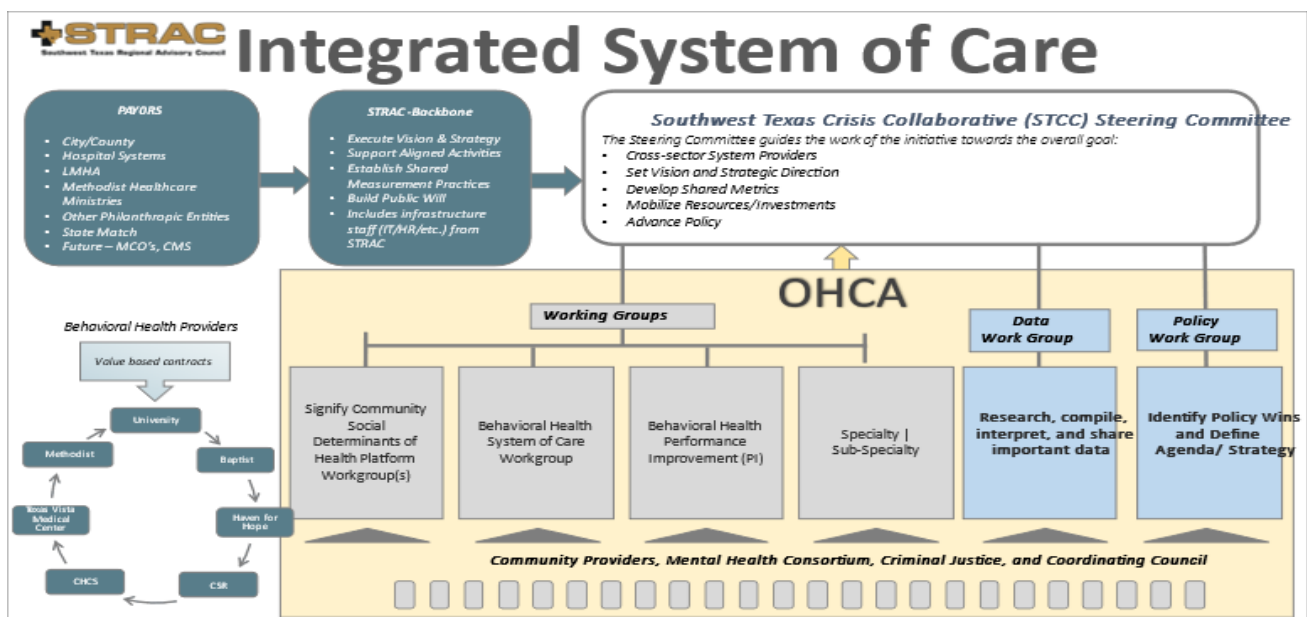 STRAC
Southwest Texas Regional Advisory Council
Integrated System of Care
PAYORS
• City/County
• Hospital Systems
• LMHA
• Methodist Healthcare
Ministries
• Other Philanthropic Entities
• State Match
• Future – MCO's, CMS
STRAC -Backbone
• Execute Vision & Strategy
• Support Aligned Activities
• Establish Shared
Measurement Practices
• Build Public Will
• Includes infrastructure
staff (IT/HR/etc.) from
STRAC
Southwest Texas Crisis Collaborative (STCC) Steering Committee
The Steering Committee guides the work of the initiative towards the overall goal:
• Cross-sector System Providers
• Set Vision and Strategic Direction
• Develop Shared Metrics
• Mobilize Resources/Investments
• Advance Policy
OHCA
Working Groups
Data
Work Group
Policy
Work Group
Signify Community
Social
Determinants of
Health Platform
Workgroup(s)
Behavioral Health
System of Care
Workgroup
Behavioral Health
Performance
Improvement (PI)
Specialty |
Sub-Specialty
Research, compile,
interpret, and share
important data
Identify Policy Wins
and Define
Agenda/ Strategy
Community Providers, Mental Health Consortium, Criminal Justice, and Coordinating Council
Behavioral Health Providers
Value based contracts
University
Baptist
Haven for
Hope
CSR
CHCS
Texas Vista
Medical
Center
Methodist